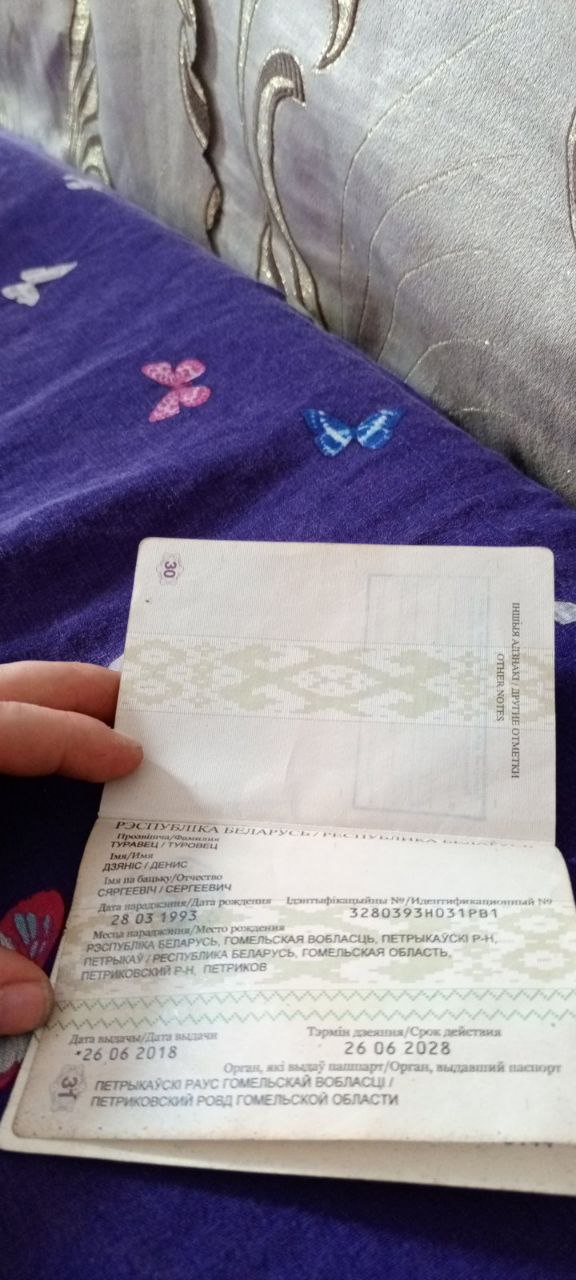 30
ІНШЫЯ АДЗНАКІ / ДРУГИЕ ОТМЕТКИ
OTHER NOTES
РЭСПУБЛІКА БЕЛАРУСЬ / РЕСПУБЛИКА БЕЛАРУСЬ
Прозвішча/Фамилия
ТУРАВЕЦ / ТУРОВЕЦ
Імя/Имя
ДЗЯНІС / ДЕНИС
Імя па бацьку/Отчество
СЯРГЕЕВІЧ / СЕРГЕЕВИЧ
Дата нараджэння/Дата рождения Ідэнтыфікацыйны №/Идентификационный №
28 03 1993 3280393H031PB1
Месца нараджэння/Место рождения
РЭСПУБЛІКА БЕЛАРУСЬ, ГОМЕЛЬСКАЯ ВОБЛАСЦЬ, ПЕТРЫКАЎСКІ Р-Н,
ПЕТРЫКАЎ / РЕСПУБЛИКА БЕЛАРУСЬ, ГОМЕЛЬСКАЯ ОБЛАСТЬ,
ПЕТРИКОВСКИЙ Р-Н, ПЕТРИКОВ
Дата выдачы/Дата выдачи Тэрмін дзеяння/Срок действия
*26 06 2018 26 06 2028
Орган, які выдаў пашпарт/Орган, выдавший паспорт
31 ПЕТРЫКАЎСКІ РАУС ГОМЕЛЬСКАЙ ВОБЛАСЦІ /
ПЕТРИКОВСКИЙ РОВД ГОМЕЛЬСКОЙ ОБЛАСТИ